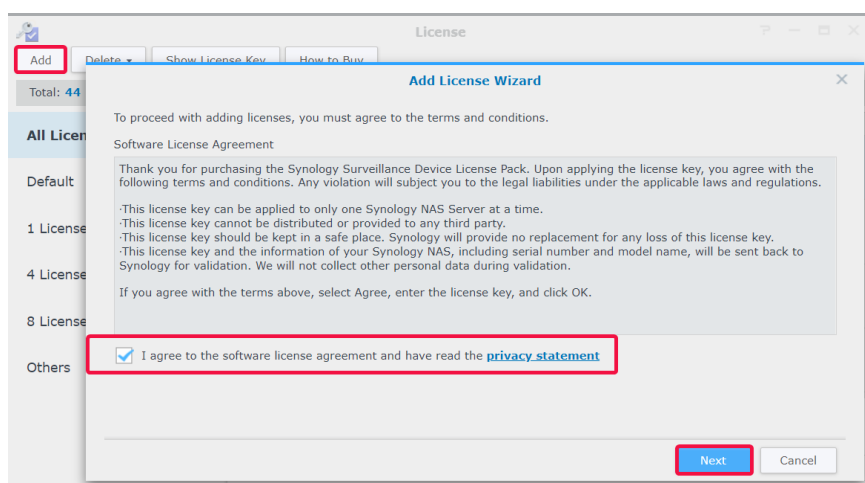 License
Add Delete Show License Key How to Buy
Total: 44
Add License Wizard
All Licen
Default
1 License
4 License
8 License
Others
To proceed with adding licenses, you must agree to the terms and conditions.
Software License Agreement
Thank you for purchasing the Synology Surveillance Device License Pack. Upon applying the license key, you agree with the
following terms and conditions. Any violation will subject you to the legal liabilities under the applicable laws and regulations.
·This license key can be applied to only one Synology NAS Server at a time.
·This license key cannot be distributed or provided to any third party.
·This license key should be kept in a safe place. Synology will provide no replacement for any loss of this license key.
·This license key and the information of your Synology NAS, including serial number and model name, will be sent back to
Synology for validation. We will not collect other personal data during validation.
If you agree with the terms above, select Agree, enter the license key, and click OK.
I agree to the software license agreement and have read the privacy statement
Next Cancel